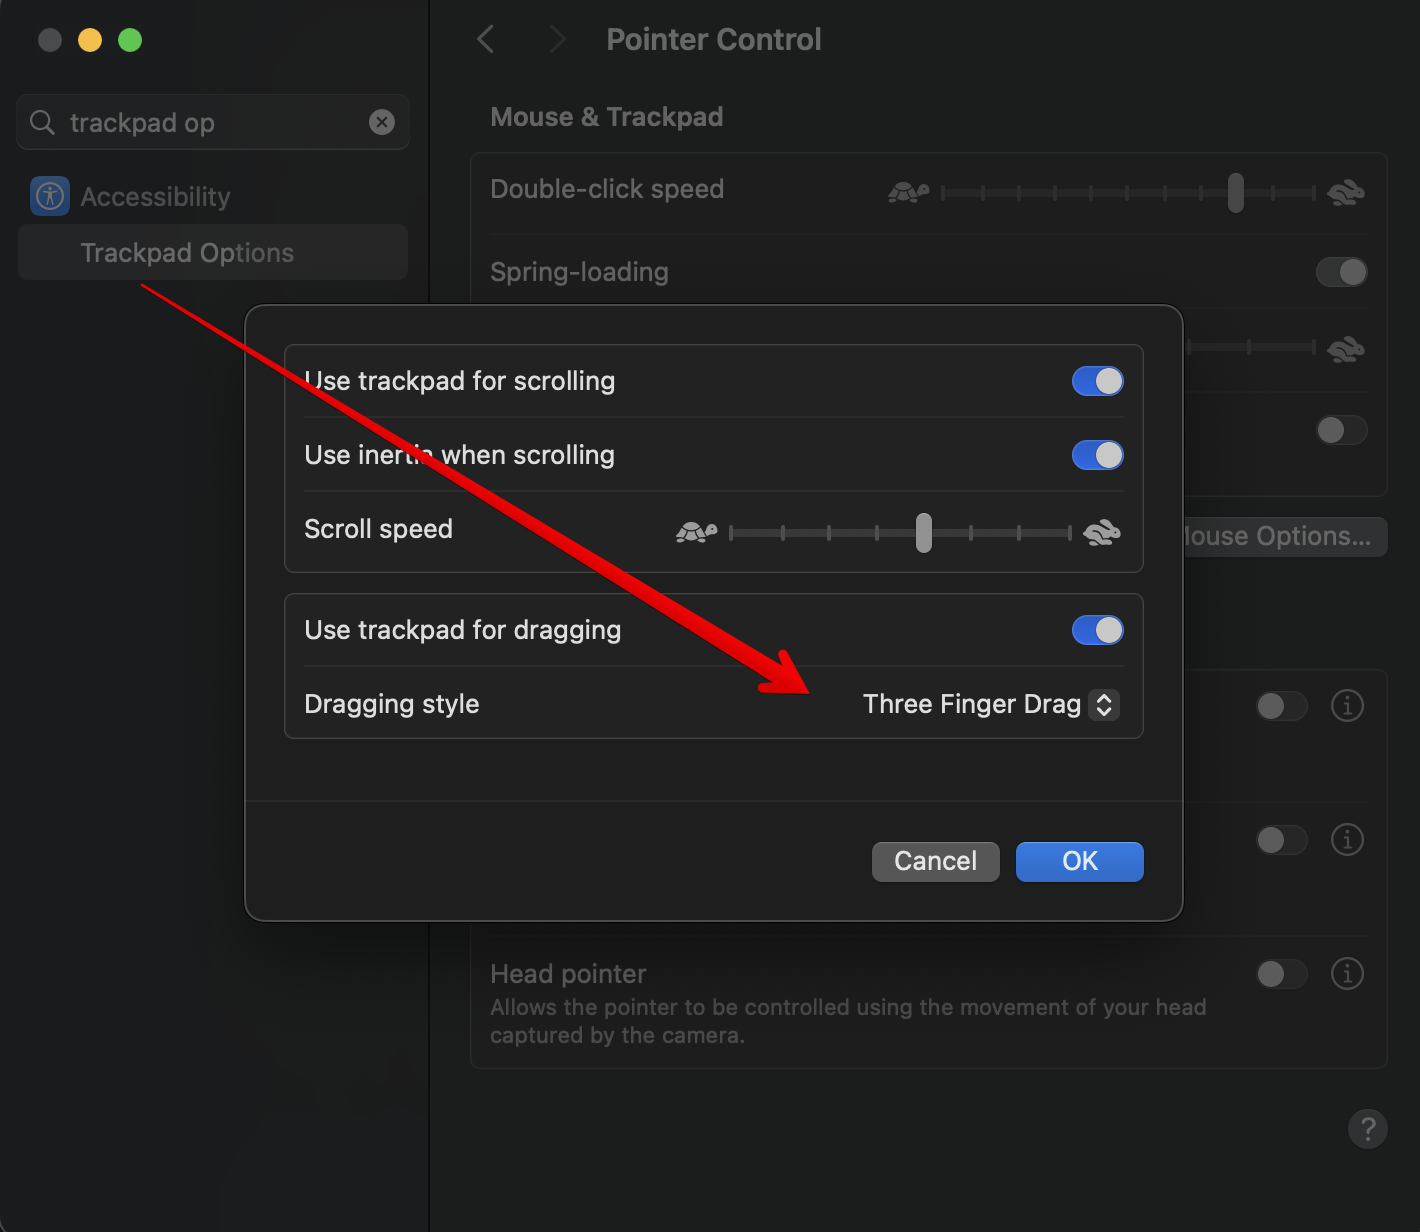 Pointer Control
trackpad op
Accessibility
Trackpad Options
Mouse & Trackpad
Double-click speed
Spring-loading
Use trackpad for scrolling
Use inertia when scrolling
Scroll speed
Use trackpad for dragging
Dragging style
Three Finger Drag
Cancel
OK
Options...
Head pointer
Allows the pointer to be controlled using the movement of your head
captured by the camera.
?